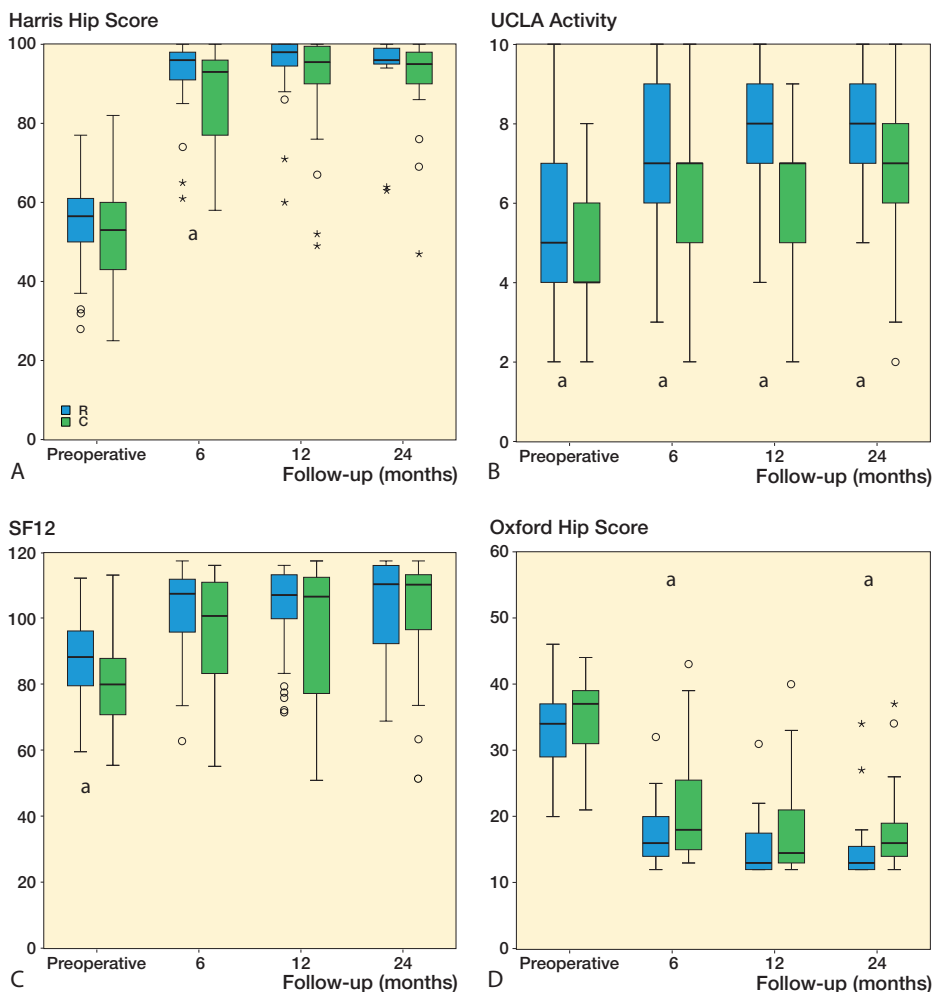 Harris Hip Score
100
80
60
40
20
0
a
R
C
Preoperative 6 12 24
A Follow-up (months)
UCLA Activity
10
8
6
4
2
0
a a a a
Preoperative 6 12 24
B Follow-up (months)
SF12
120
100
80
60
40
20
0
a
Preoperative 6 12 24
C Follow-up (months)
Oxford Hip Score
60
50
40
30
20
10
0
a a
Preoperative 6 12 24
D Follow-up (months)